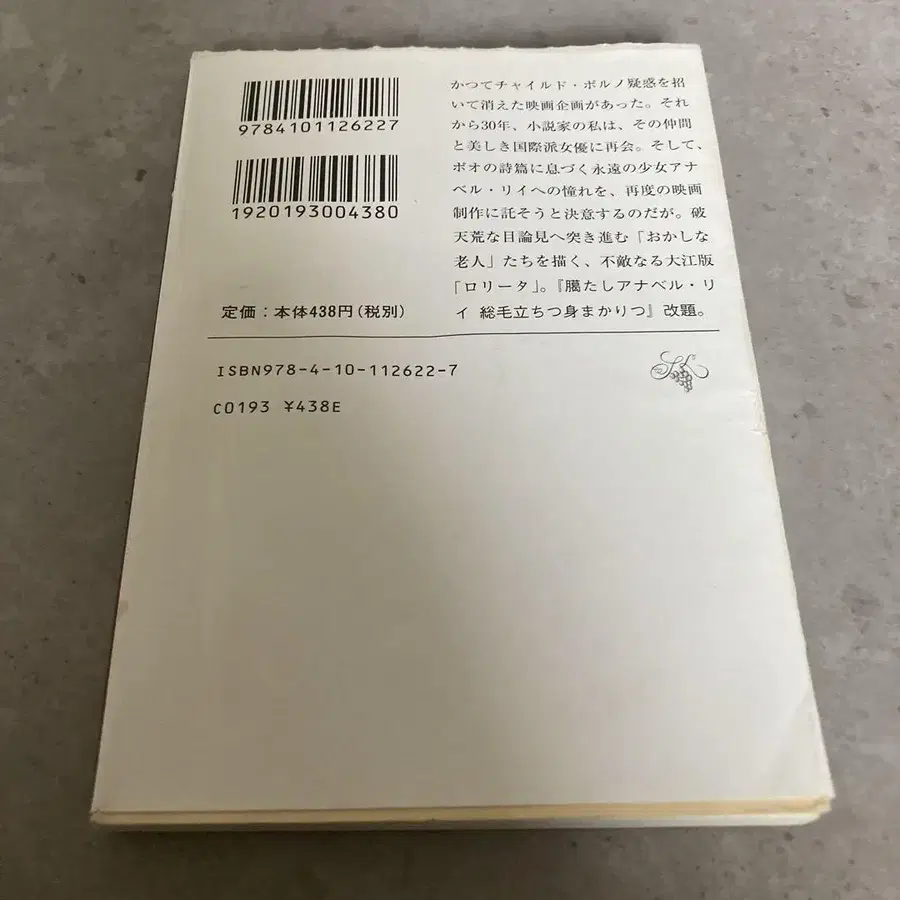 9784101126227
1920193004380
定価：本体438円（税別）
かつてチャイルド・ポルノ疑惑を招
いて消えた映画企画があった。それ
から30年、小説家の私は、その仲間
と美しき国際派女優に再会。そして、
ポオの詩篇に息づく永遠の少女アナ
ベル・リイへの憧れを、再度の映画
制作に託そうと決意するのだが。破
天荒な目論見へ突き進む「おかしな
老人」たちを描く、不敵なる大江版
「ロリータ」。『臈たしアナベル・リ
イ 総毛立ちつ身まかりつ』改題。
ISBN978-4-10-112622-7
C0193 ¥438E